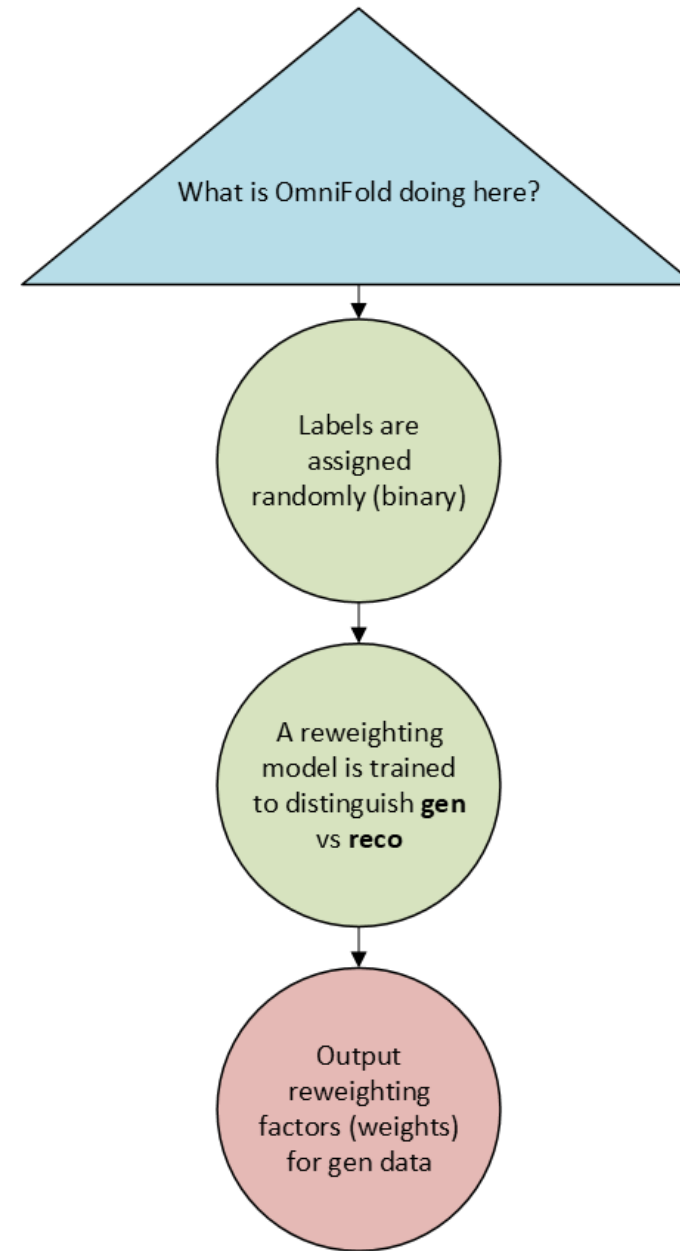 What is OmniFold doing here?
Labels are
assigned
randomly (binary)
A reweighting
model is trained
to distinguish gen
vs reco
Output
reweighting
factors (weights)
for gen data